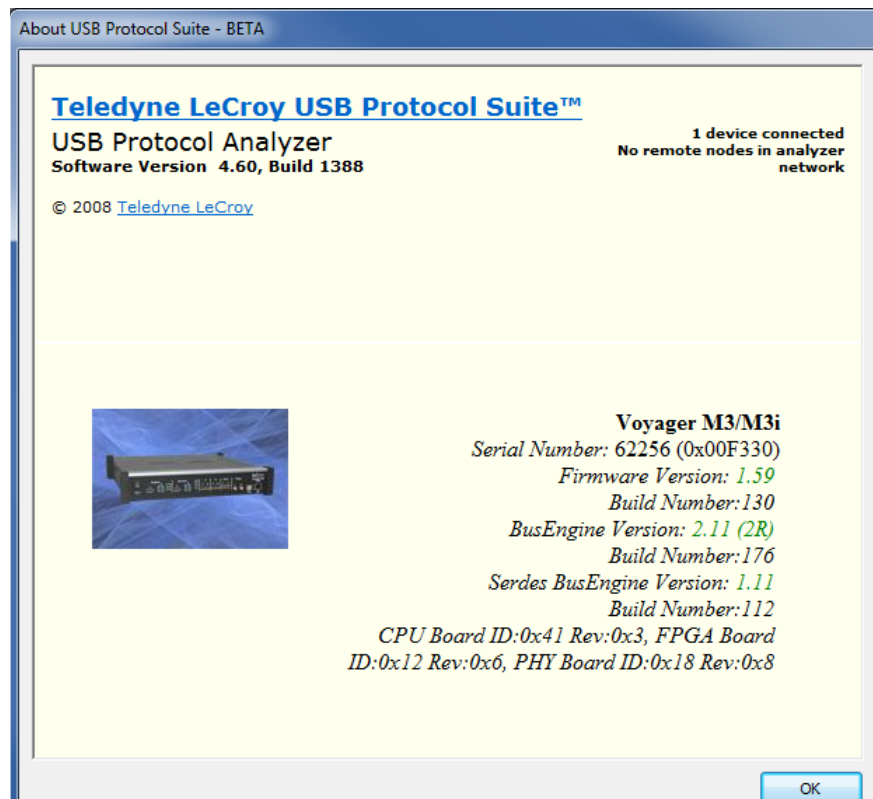 About USB Protocol Suite - BETA
Teledyne LeCroy USB Protocol Suite™
USB Protocol Analyzer
Software Version 4.60, Build 1388
1 device connected
No remote nodes in analyzer
network
© 2008 Teledyne LeCroy
Voyager M3/M3i
Serial Number: 62256 (0x00F330)
Firmware Version: 1.59
Build Number:130
BusEngine Version: 2.11 (2R)
Build Number:176
Serdes BusEngine Version: 1.11
Build Number:112
CPU Board ID:0x41 Rev:0x3, FPGA Board
ID:0x12 Rev:0x6, PHY Board ID:0x18 Rev:0x8
OK